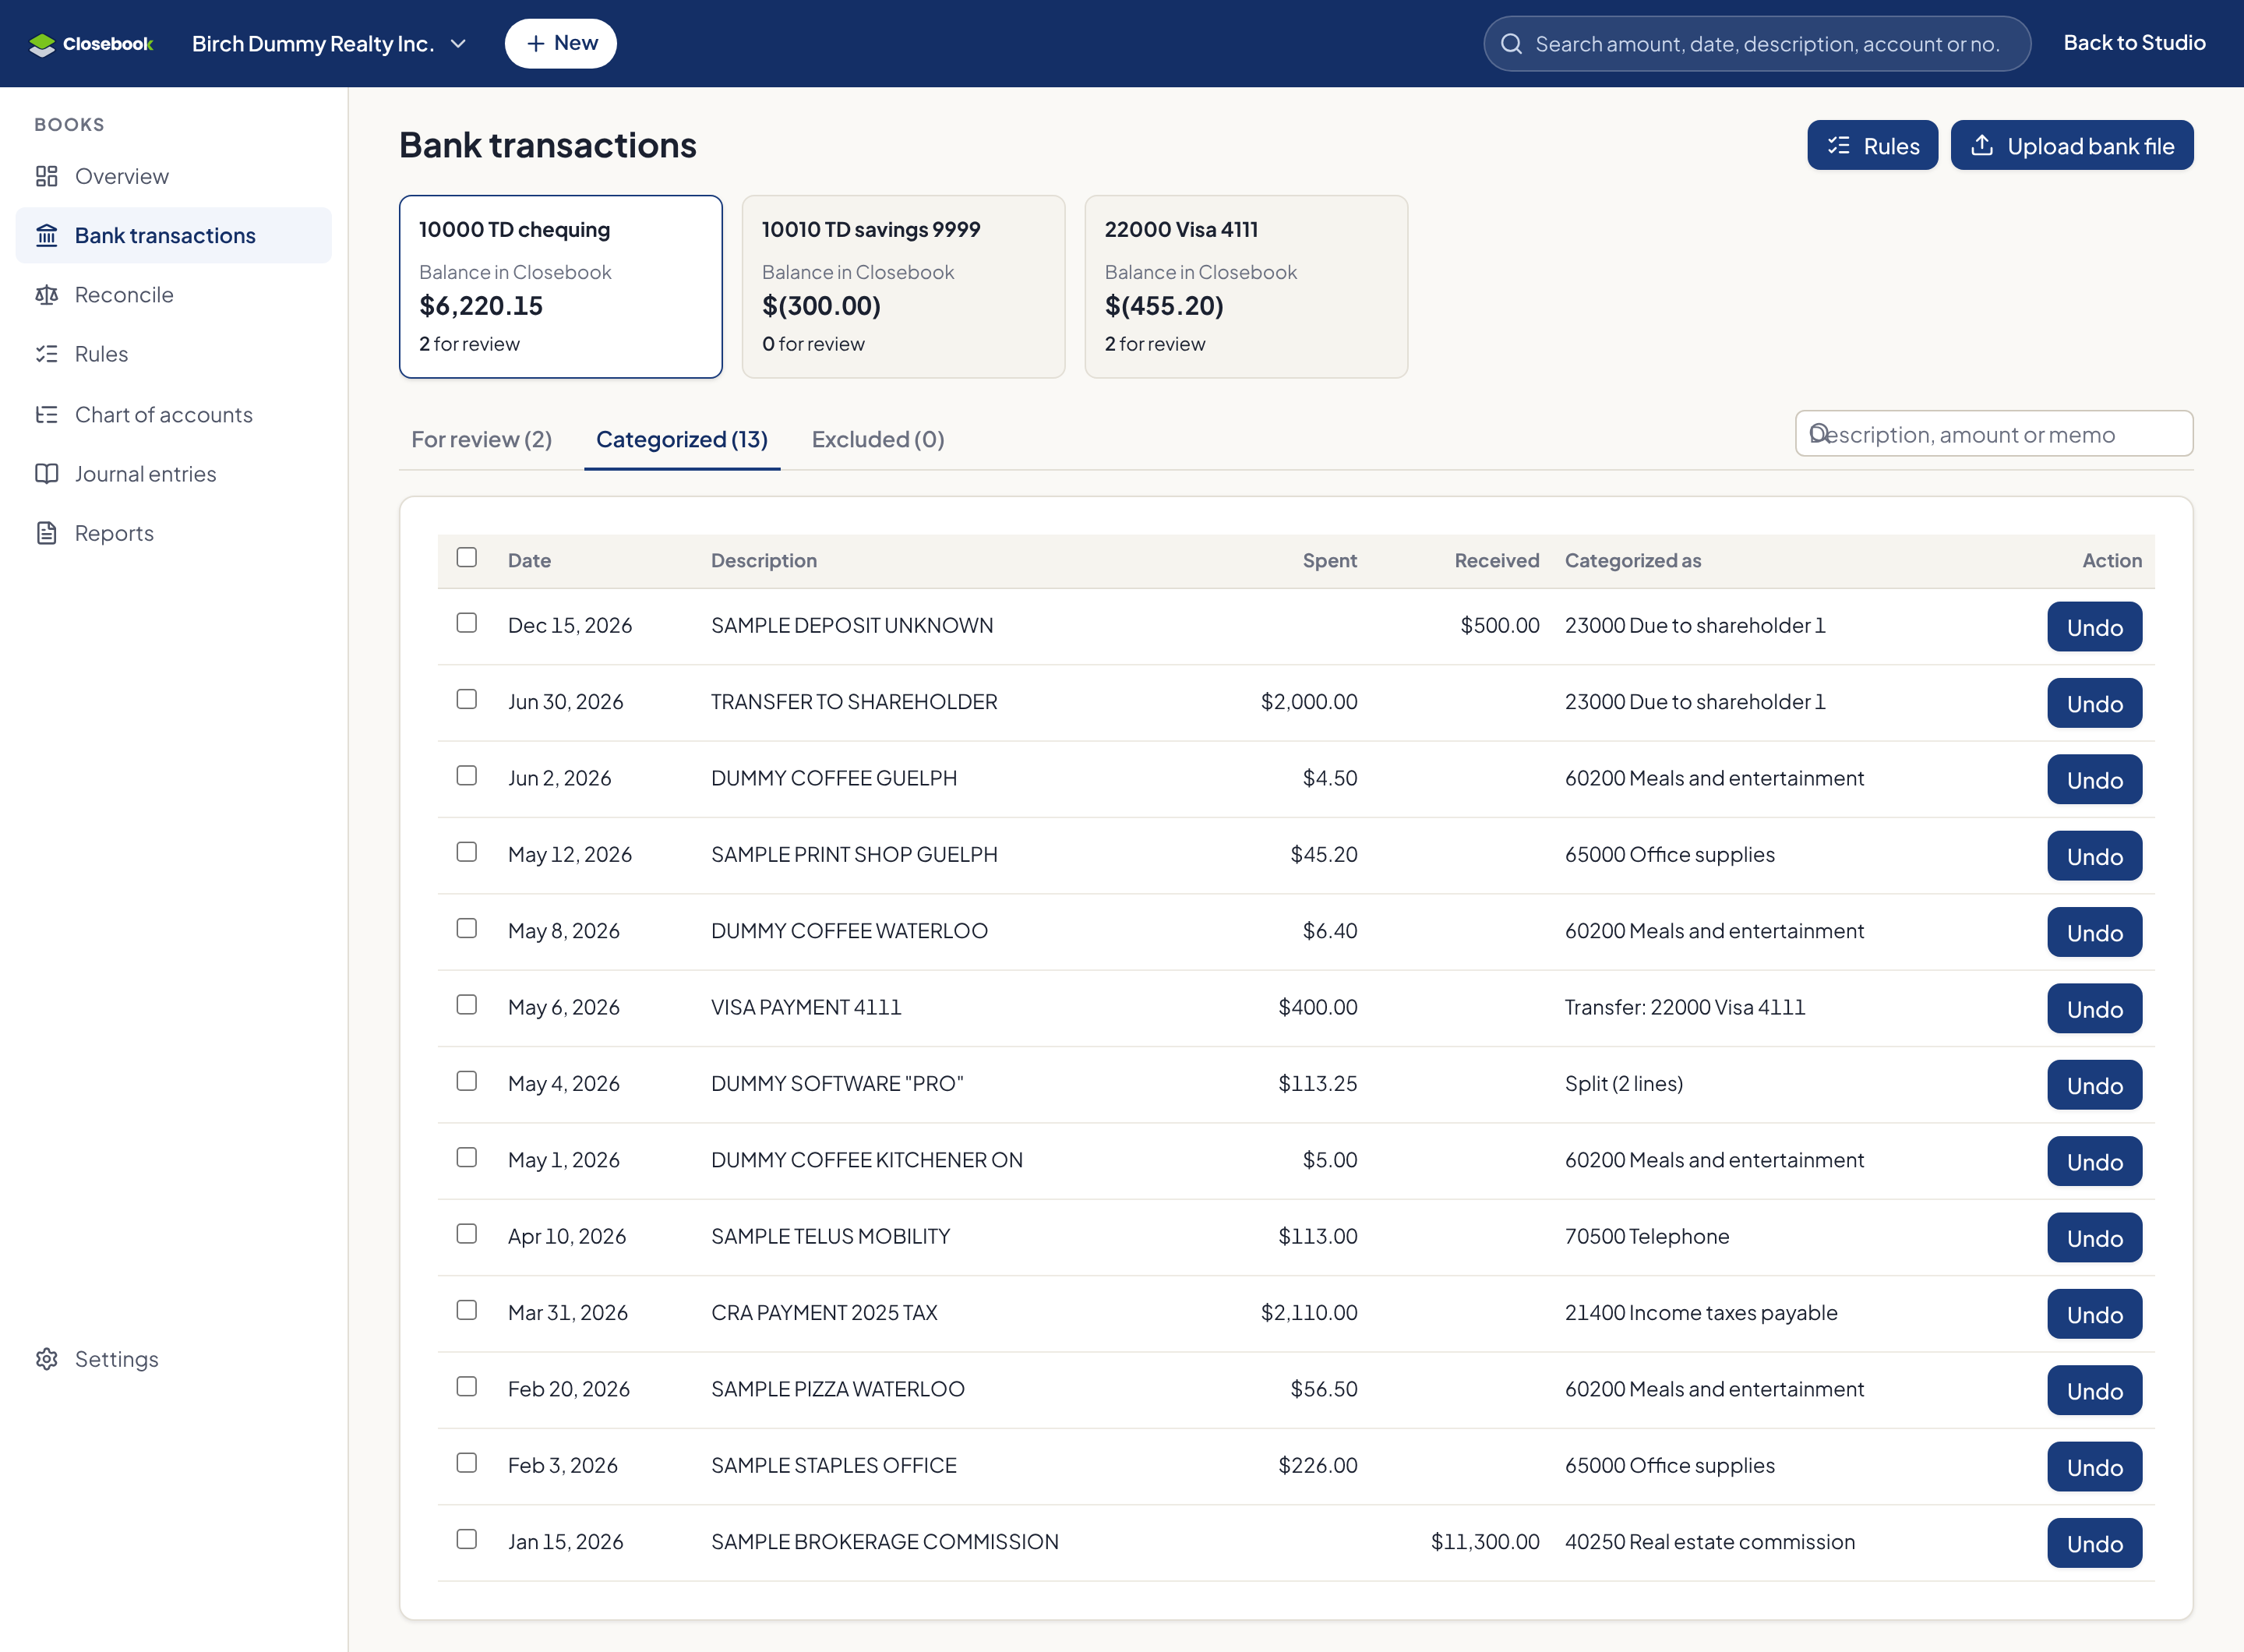 Closebook
Birch Dummy Realty Inc.
+ New
Search amount, date, description, account or no.
Back to Studio
BOOKS
Overview
Bank transactions
Reconcile
Rules
Chart of accounts
Journal entries
Reports
Settings
Bank transactions
Rules
Upload bank file
10000 TD chequing
Balance in Closebook
$6,220.15
2 for review
10010 TD savings 9999
Balance in Closebook
$(300.00)
0 for review
22000 Visa 4111
Balance in Closebook
$(455.20)
2 for review
For review (2) Categorized (13) Excluded (0)
Description, amount or memo
Date Description Spent Received Categorized as Action
Dec 15, 2026 SAMPLE DEPOSIT UNKNOWN $500.00 23000 Due to shareholder 1 Undo
Jun 30, 2026 TRANSFER TO SHAREHOLDER $2,000.00 23000 Due to shareholder 1 Undo
Jun 2, 2026 DUMMY COFFEE GUELPH $4.50 60200 Meals and entertainment Undo
May 12, 2026 SAMPLE PRINT SHOP GUELPH $45.20 65000 Office supplies Undo
May 8, 2026 DUMMY COFFEE WATERLOO $6.40 60200 Meals and entertainment Undo
May 6, 2026 VISA PAYMENT 4111 $400.00 Transfer: 22000 Visa 4111 Undo
May 4, 2026 DUMMY SOFTWARE "PRO" $113.25 Split (2 lines) Undo
May 1, 2026 DUMMY COFFEE KITCHENER ON $5.00 60200 Meals and entertainment Undo
Apr 10, 2026 SAMPLE TELUS MOBILITY $113.00 70500 Telephone Undo
Mar 31, 2026 CRA PAYMENT 2025 TAX $2,110.00 21400 Income taxes payable Undo
Feb 20, 2026 SAMPLE PIZZA WATERLOO $56.50 60200 Meals and entertainment Undo
Feb 3, 2026 SAMPLE STAPLES OFFICE $226.00 65000 Office supplies Undo
Jan 15, 2026 SAMPLE BROKERAGE COMMISSION $11,300.00 40250 Real estate commission Undo